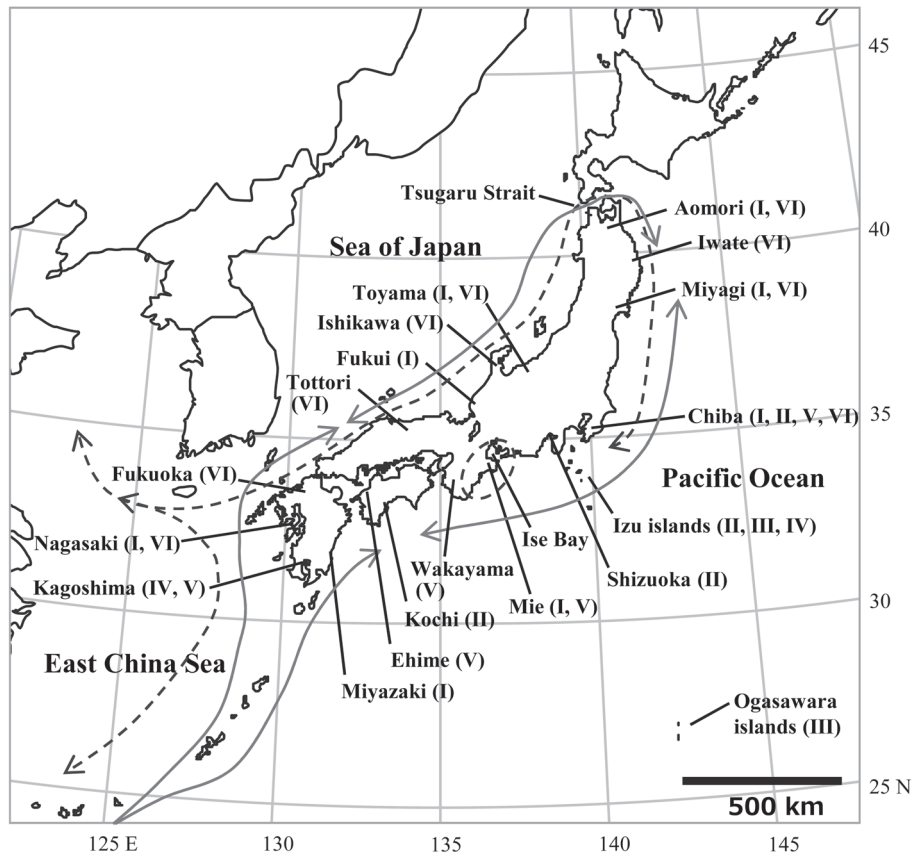 45
Tsugaru Strait
Aomori (I, VI)
40
Iwate (VI)
Sea of Japan
Miyagi (I, VI)
Toyama (I, VI)
Ishikawa (VI)
Fukui (I)
Tottori
(VI)
35
Chiba (I, II, V, VI)
Fukuoka (VI)
Pacific Ocean
Izu islands (II, III, IV)
Ise Bay
Nagasaki (I, VI)
Wakayama
(V)
Shizuoka (II)
Kagoshima (IV, V)
Mie (I, V)
30
Kochi (II)
East China Sea
Ehime (V)
Miyazaki (I)
Ogasawara
islands (III)
25 N
500 km
125 E
130
135
140
145